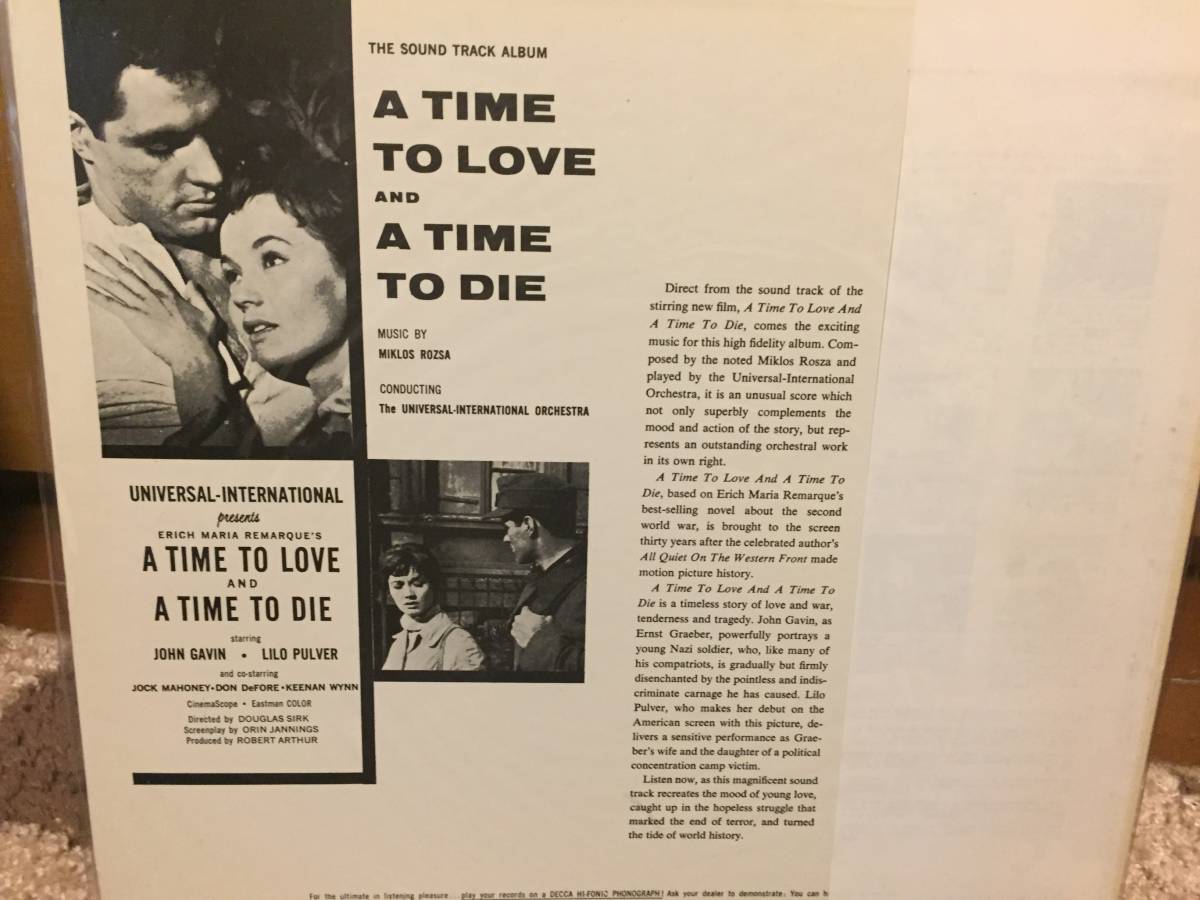 THE SOUND TRACK ALBUM
A TIME
TO LOVE
AND
A TIME
TO DIE
MUSIC BY
MIKLOS ROZSA
CONDUCTING
The UNIVERSAL-INTERNATIONAL ORCHESTRA
UNIVERSAL-INTERNATIONAL
presents
ERICH MARIA REMARQUE'S
A TIME TO LOVE
AND
A TIME TO DIE
starring
JOHN GAVIN • LILO PULVER
and co-starring
JOCK MAHONEY • DON DeFORE • KEENAN WYNN
CinemaScope • Eastman COLOR
Directed by DOUGLAS SIRK
Screenplay by ORIN JANNINGS
Produced by ROBERT ARTHUR
Direct from the sound track of the
stirring new film, A Time To Love And
A Time To Die, comes the exciting
music for this high fidelity album. Com-
posed by the noted Miklos Rosza and
played by the Universal-International
Orchestra, it is an unusual score which
not only superbly complements the
mood and action of the story, but rep-
resents an outstanding orchestral work
in its own right.
A Time To Love And A Time To
Die, based on Erich Maria Remarque's
best-selling novel about the second
world war, is brought to the screen
thirty years after the celebrated author's
All Quiet On The Western Front made
motion picture history.
A Time To Love And A Time To
Die is a timeless story of love and war,
tenderness and tragedy. John Gavin, as
Ernst Graeber, powerfully portrays a
young Nazi soldier, who, like many of
his compatriots, is gradually but firmly
disenchanted by the pointless and indis-
criminate carnage he has caused. Lilo
Pulver, who makes her debut on the
American screen with this picture, de-
livers a sensitive performance as Grae-
ber's wife and the daughter of a political
concentration camp victim.
Listen now, as this magnificent sound
track recreates the mood of young love,
caught up in the hopeless struggle that
marked the end of terror, and turned
the tide of world history.
For the ultimate in listening pleasure...play your records on a DECCA HI-FONIC PHONOGRAPH! Ask your dealer to demonstrate: You can h